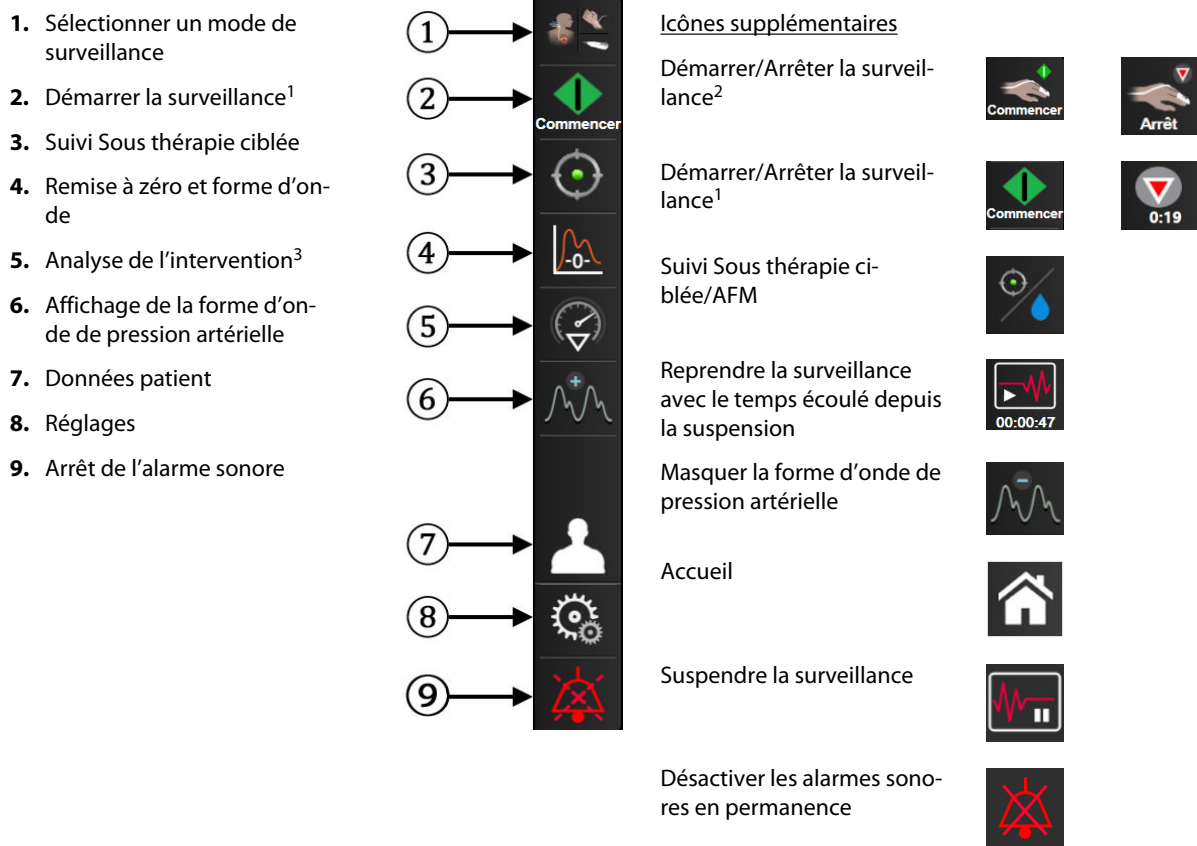 1. Sélectionner un mode de
surveillance
2. Démarrer la surveillance1
3. Suivi Sous thérapie ciblée
4. Remise à zéro et forme d'on-
de
5. Analyse de l'intervention3
6. Affichage de la forme d'on-
de de pression artérielle
7. Données patient
8. Réglages
9. Arrêt de l'alarme sonore
1
2
Commencer
3
4
-0-
5
6
7
8
9
Icônes supplémentaires
Démarrer/Arrêter la surveil-
lance2
Commencer
Arrêt
Démarrer/Arrêter la surveil-
lance1
Commencer
0:19
Suivi Sous thérapie ci-
blée/AFM
Reprendre la surveillance
avec le temps écoulé depuis
la suspension
00:00:47
Masquer la forme d'onde de
pression artérielle
Accueil
Suspendre la surveillance
Désactiver les alarmes sono-
res en permanence